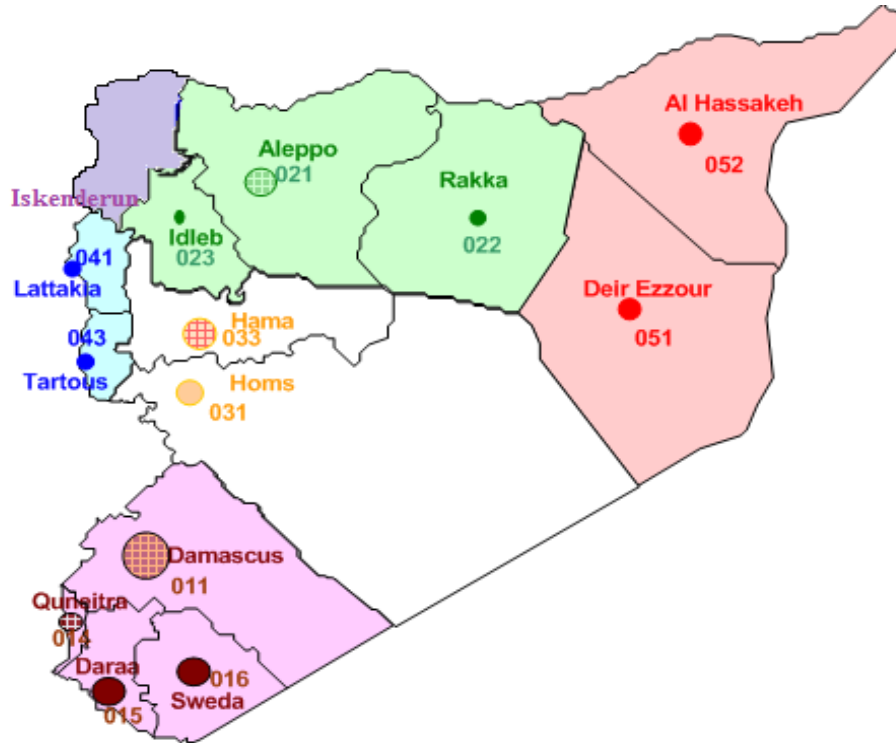 Al Hassakeh
052
Aleppo
021
Rakka
022
Iskenderun
Idleb
023
041
Lattakia
Deir Ezzour
051
Hama
033
043
Tartous
Homs
031
Damascus
011
Quneitra
014
Daraa
015
016
Sweda